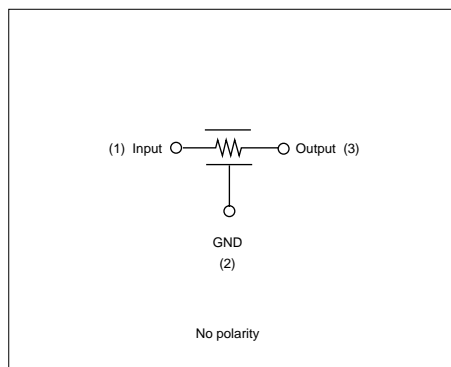 (1) Input Output (3)
GND
(2)
No polarity